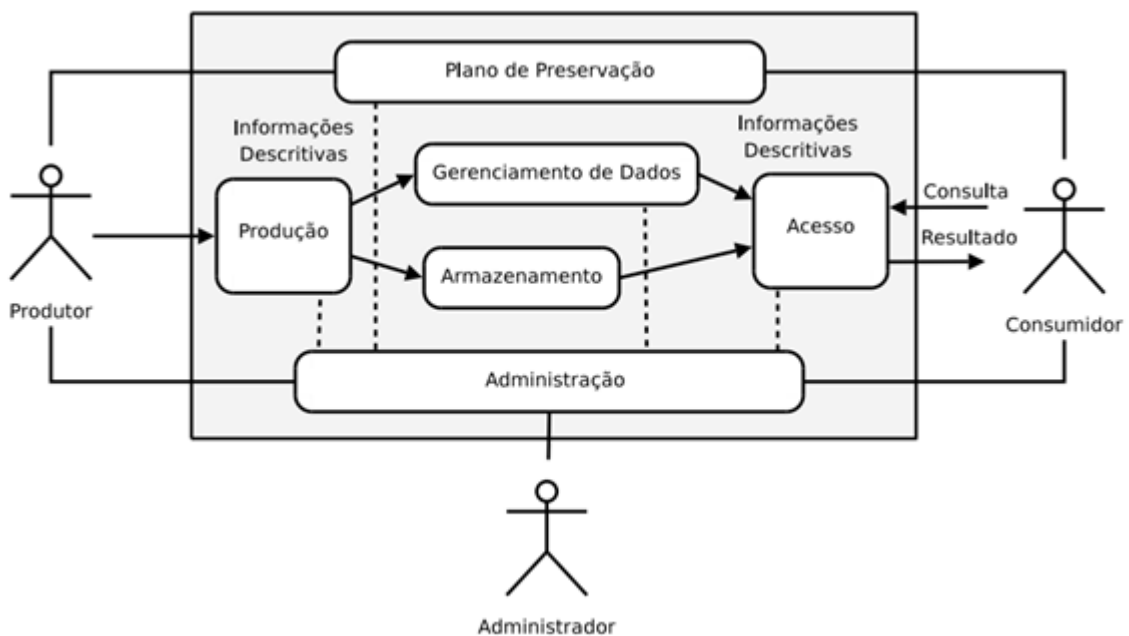 Plano de Preservação
Informações
Descritivas
Informações
Descritivas
Gerenciamento de Dados
Produção
Acesso
Consulta
Resultado
Armazenamento
Produtor
Consumidor
Administração
Administrador